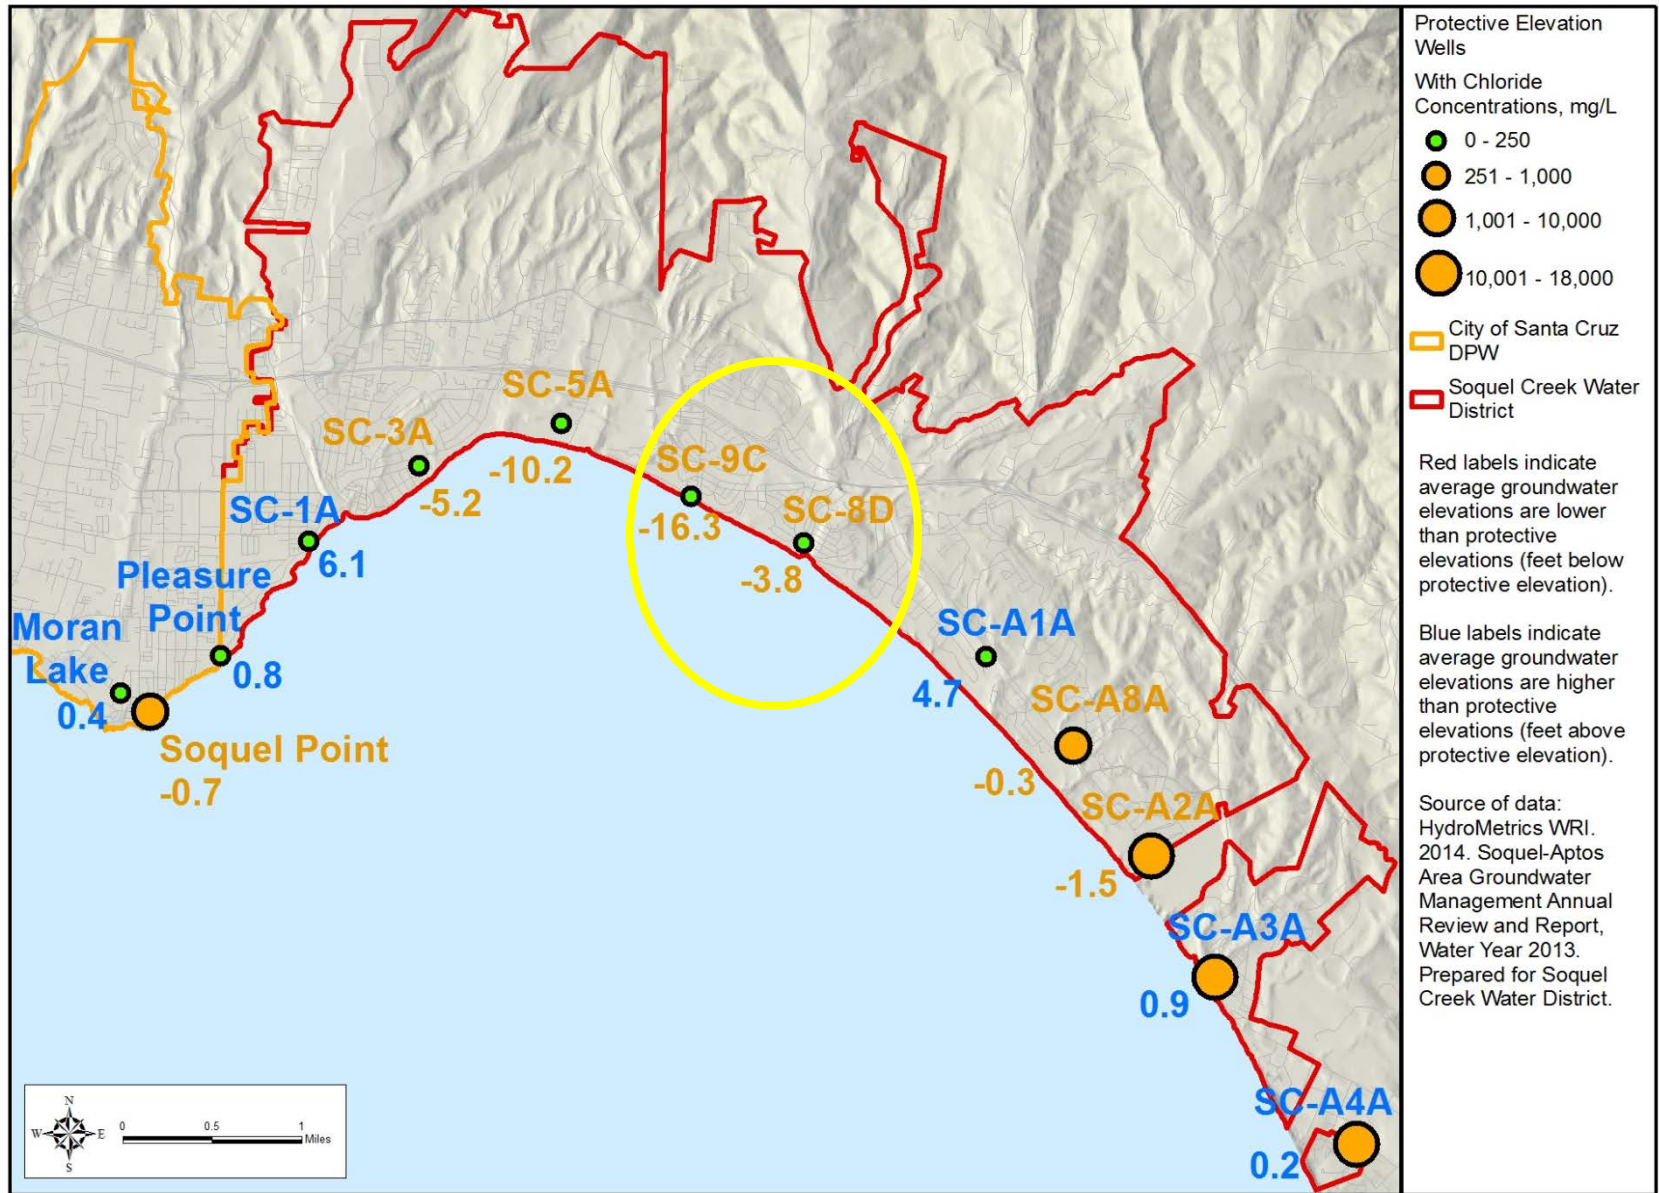 SC-5A
SC-3A
-10.2
-5.2
SC-9C
-16.3
SC-8D
-3.8
SC-1A
6.1
Pleasure
Point
0.8
Moran
Lake
0.4
Soquel Point
-0.7
SC-A1A
4.7
SC-A8A
-0.3
SC-A2A
-1.5
SC-A3A
0.9
SC-A4A
0.2
N
W
E
S
0 0.5 1
Miles
Protective Elevation
Wells
With Chloride
Concentrations, mg/L
0 - 250
251 - 1,000
1,001 - 10,000
10,001 - 18,000
City of Santa Cruz
DPW
Soquel Creek Water
District
Red labels indicate
average groundwater
elevations are lower
than protective
elevations (feet below
protective elevation).
Blue labels indicate
average groundwater
elevations are higher
than protective
elevations (feet above
protective elevation).
Source of data:
HydroMetrics WRI.
2014. Soquel-Aptos
Area Groundwater
Management Annual
Review and Report,
Water Year 2013.
Prepared for Soquel
Creek Water District.